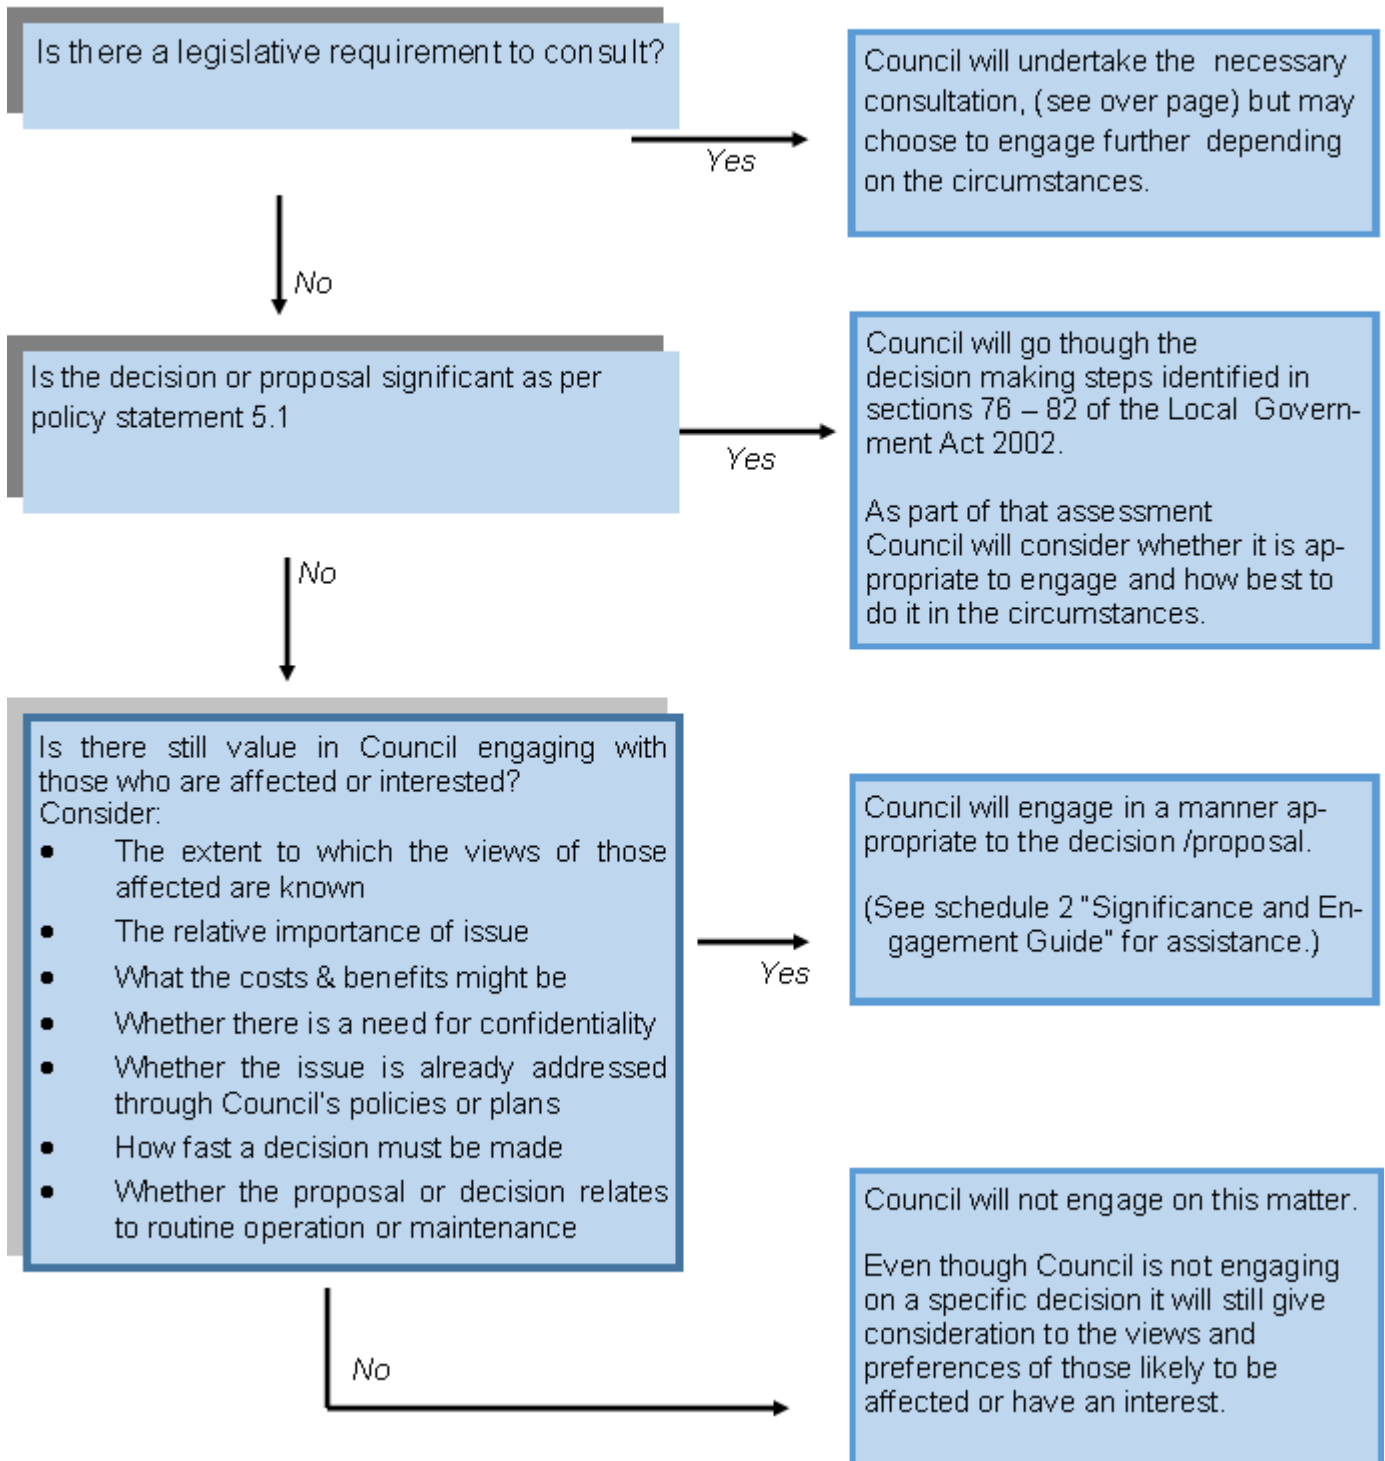 Is there a legislative requirement to consult?
Yes
Council will undertake the necessary
consultation, (see over page) but may
choose to engage further depending
on the circumstances.
No
Is the decision or proposal significant as per
policy statement 5.1
Yes
Council will go though the
decision making steps identified in
sections 76 – 82 of the Local Govern-
ment Act 2002.
As part of that assessment
Council will consider whether it is ap-
propriate to engage and how best to
do it in the circumstances.
No
Is there still value in Council engaging with
those who are affected or interested?
Consider:
● The extent to which the views of those
affected are known
● The relative importance of issue
● What the costs & benefits might be
● Whether there is a need for confidentiality
● Whether the issue is already addressed
through Council's policies or plans
● How fast a decision must be made
● Whether the proposal or decision relates
to routine operation or maintenance
Yes
Council will engage in a manner ap-
propriate to the decision /proposal.
(See schedule 2 "Significance and En-
gagement Guide" for assistance.)
No
Council will not engage on this matter.
Even though Council is not engaging
on a specific decision it will still give
consideration to the views and
preferences of those likely to be
affected or have an interest.